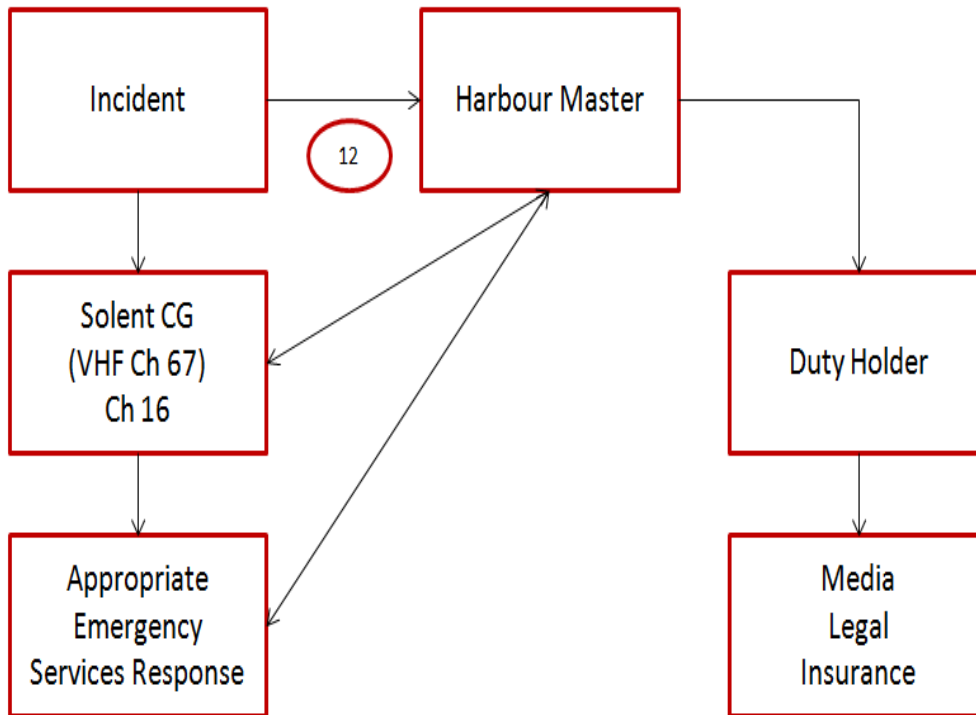 Incident
12
Harbour Master
Solent CG
(VHF Ch 67)
Ch 16
Duty Holder
Appropriate
Emergency
Services Response
Media
Legal
Insurance